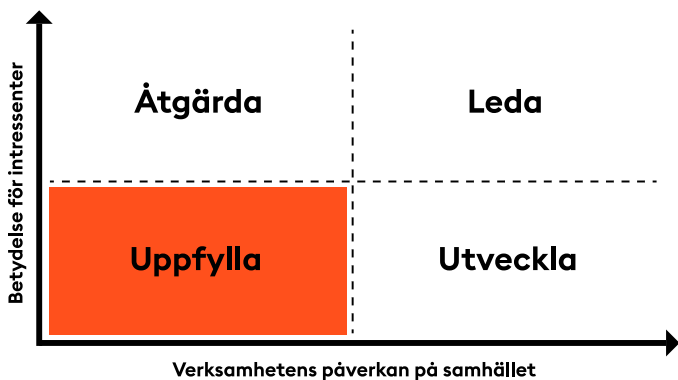 Betydelse för intressenter
Åtgärda
Leda
Uppfylla
Utveckla
Verksamhetens påverkan på samhället